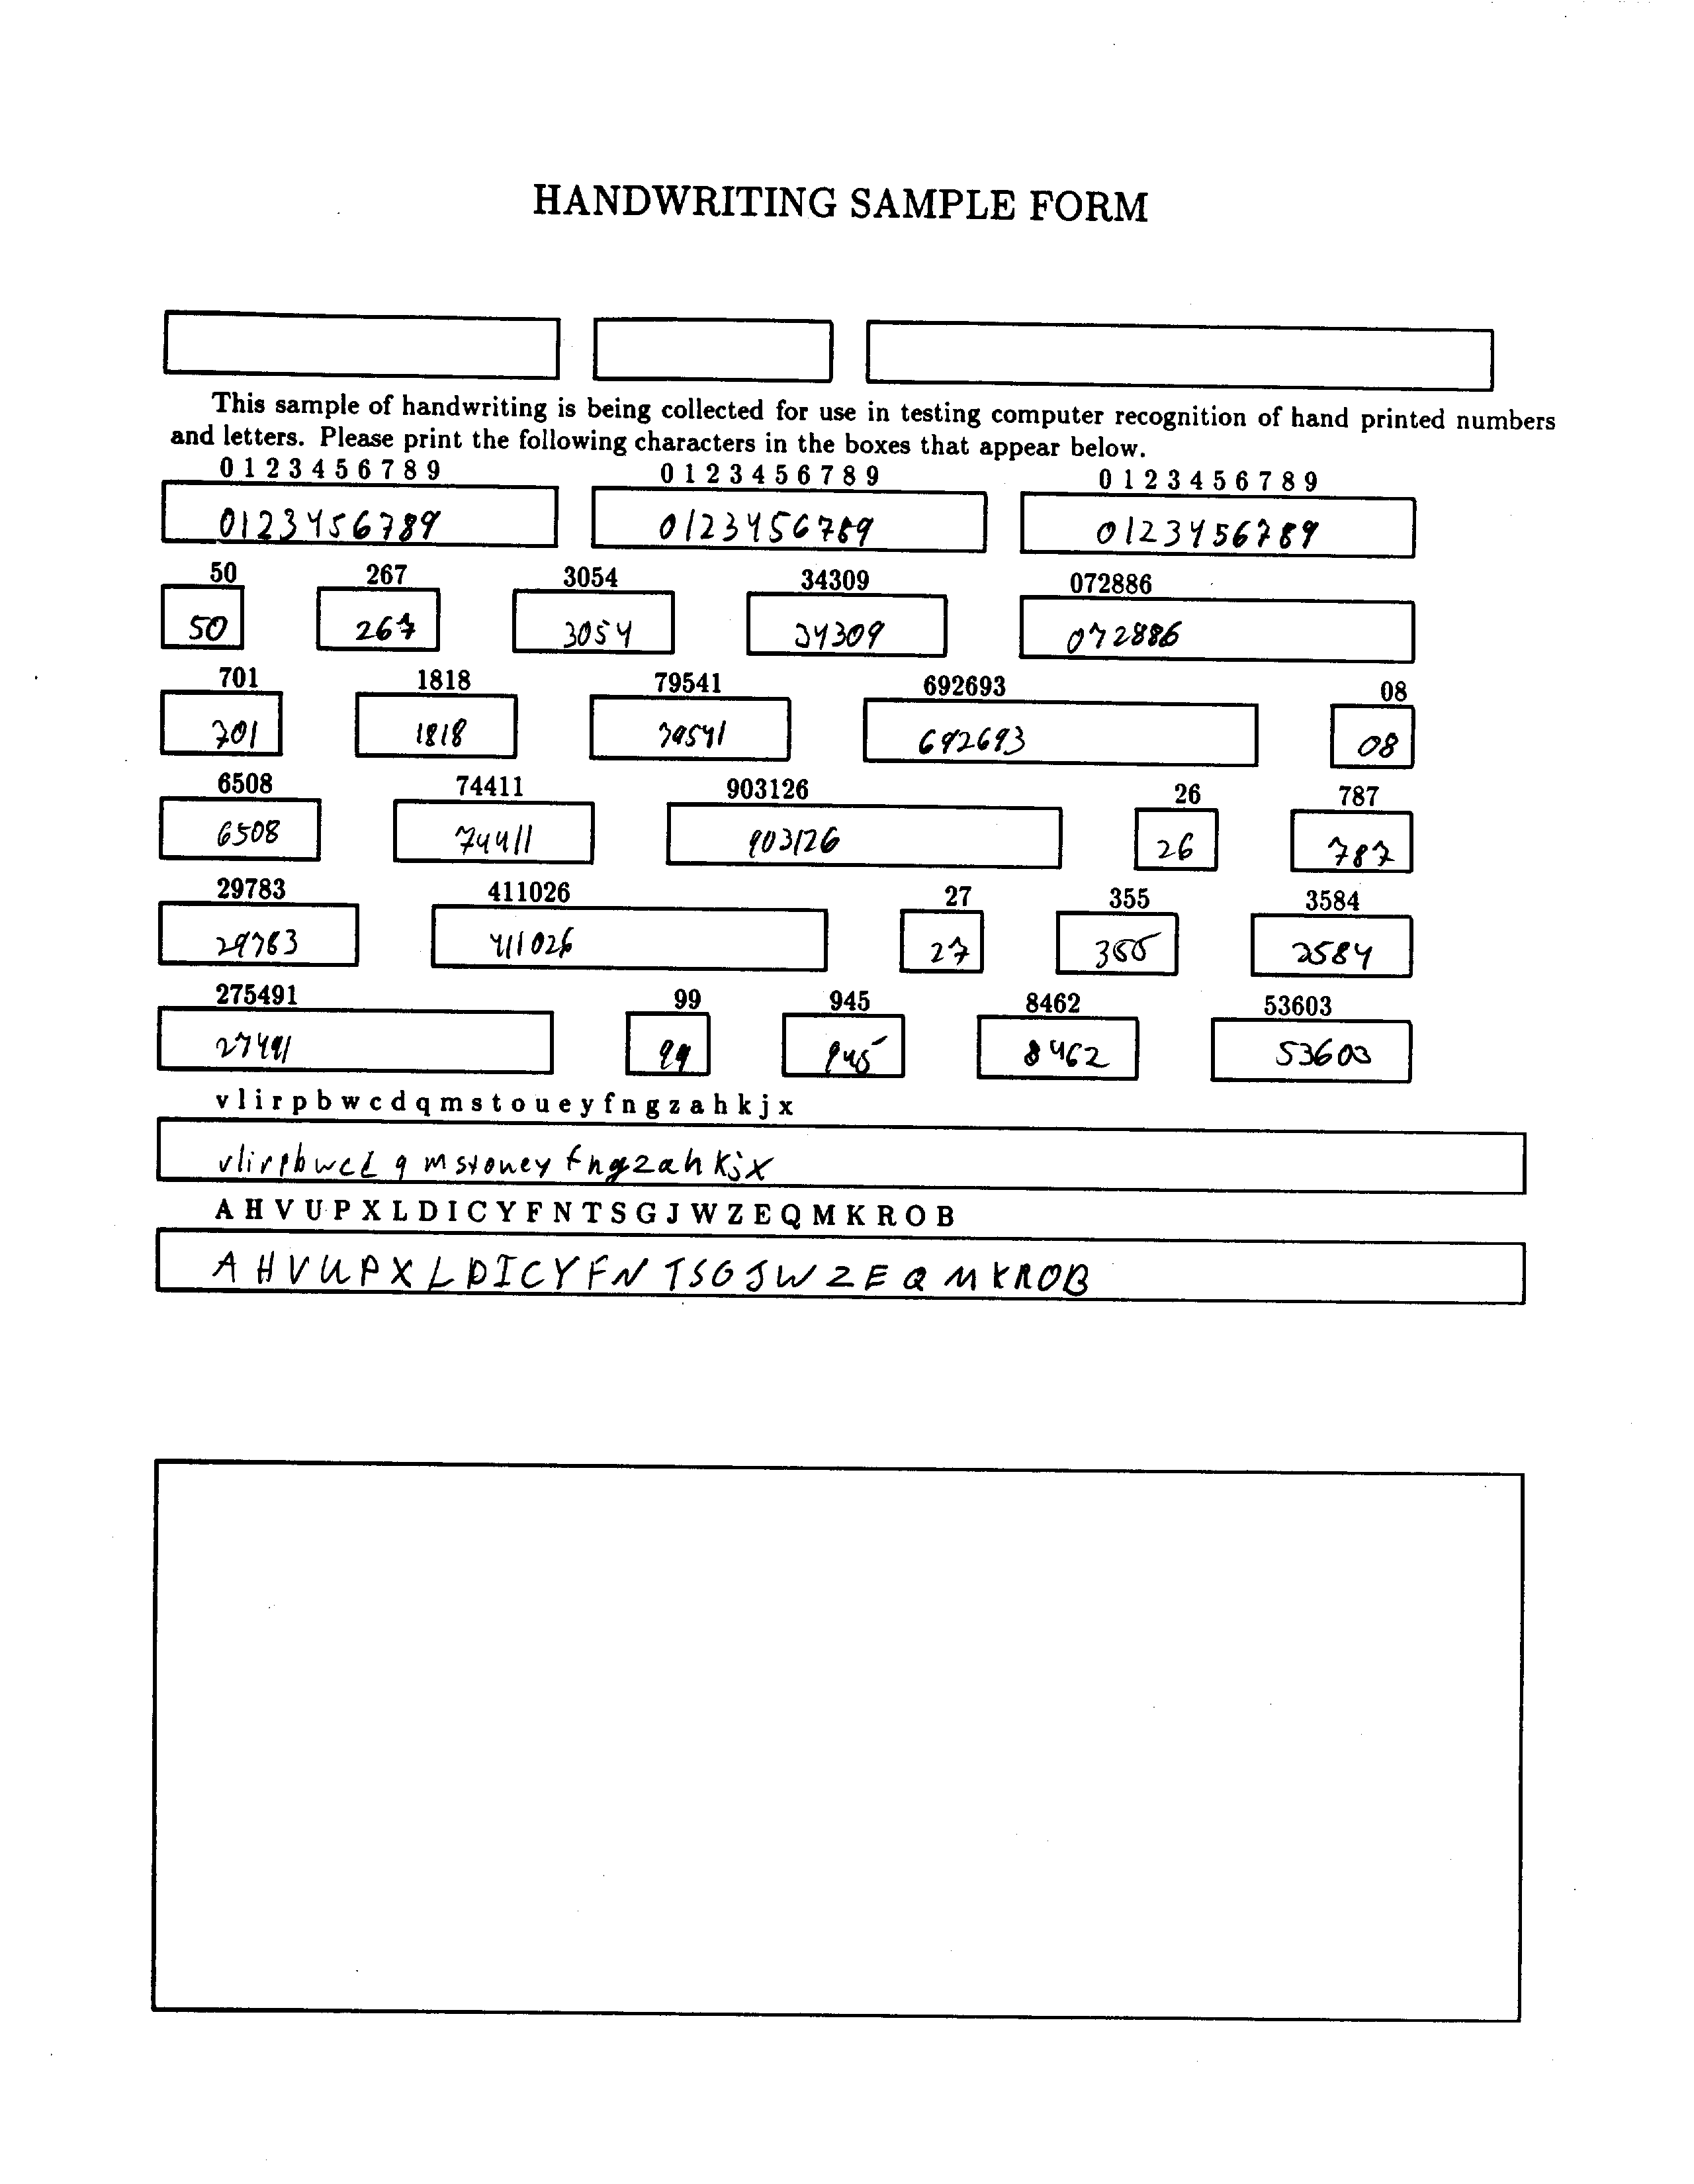 HANDWRITING SAMPLE FORM
This sample of handwriting is being collected for use in testing computer recognition of hand printed numbers
and letters. Please print the following characters in the boxes that appear below.
0 1 2 3 4 5 6 7 8 9 0 1 2 3 4 5 6 7 8 9 0 1 2 3 4 5 6 7 8 9
0123456789 0123456789 0123456789
50 267 3054 34309 072886
50 267 3054 34309 072886
701 1818 79541 692693 08
701 1818 79541 692693 08
6508 74411 903126 26 787
6508 74411 903126 26 787
29783 411026 27 355 3584
29783 411026 27 355 3584
275491 99 945 8462 53603
27491 99 945 8462 53603
v l i r p b w c d q m s t o u e y f n g z a h k j x
vlirpbwcd q mstouey fngzah kjx
A H V U P X L D I C Y F N T S G J W Z E Q M K R O B
A H V U P X L D I C Y F N T S G J W Z E Q M K R O B